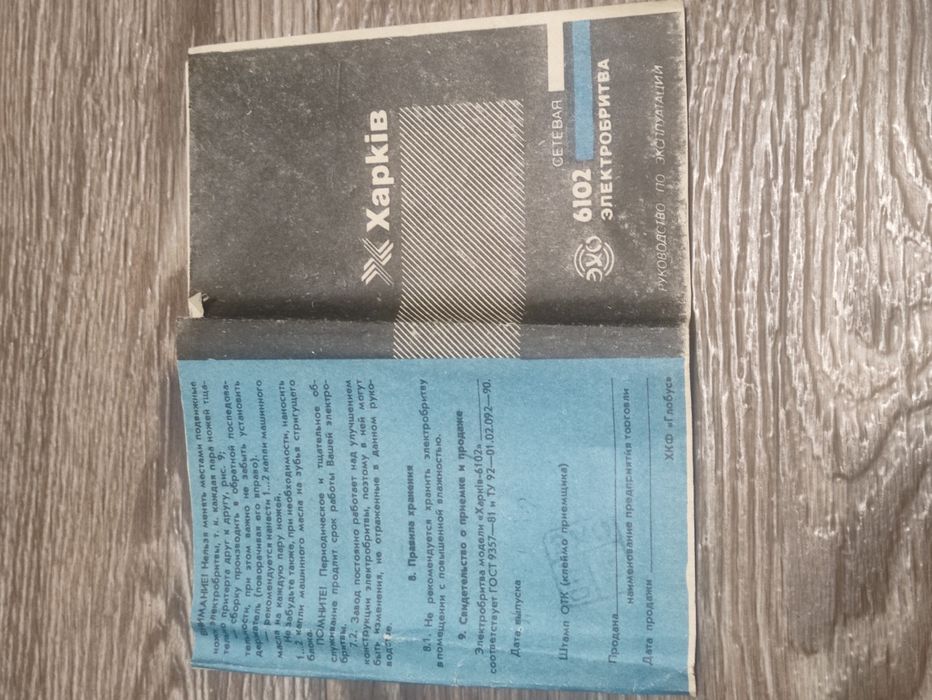 ВНИМАНИЕ! Нельзя менять местами подвижные
ножи электробритвы, т. к. каждая пара ножей тща-
тельно притерта друг к другу, рис. 9;
— сборку производить в обратной последова-
тельности, при этом важно не забыть установить
держатель (поворачивая его вправо).
— рекомендуется нанести 1...2 капли машинного
масла на каждую пару ножей.
Не забудьте также, при необходимости, наносить
1...2 капли машинного масла на зубья стригущего
блока.
ПОМНИТЕ! Периодическое и тщательное об-
служивание продлит срок работы Вашей электро-
бритвы.
7.2. Завод постоянно работает над улучшением
конструкции электробритвы, поэтому в ней могут
быть изменения, не отраженные в данном руко-
водстве.
8. Правила хранения
8.1. Не рекомендуется хранить электробритву
в помещении с повышенной влажностью.
9. Свидетельство о приемке и продаже
Электробритва модели «Харків-6102»
соответствует ГОСТ 9357—81 и ТУ 92—01.02.092—90.
Дата выпуска
Штамп ОТК (клеймо приемщика)
Продана
наименование предприятия торговли
Дата продажи
ХКФ «Глобус»
Харків
СЕТЕВАЯ
ЭХО 6102
ЭЛЕКТРОБРИТВА
РУКОВОДСТВО ПО ЭКСПЛУАТАЦИИ